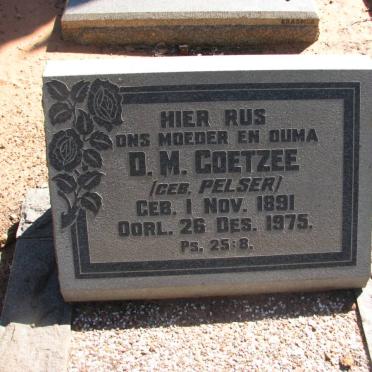 HIER RUS
ONS MOEDER EN OUMA
D. M. COETZEE
(GEB. PELSER)
GEB. 1 NOV. 1891
OORL. 26 DES. 1975.
PS. 25:8.